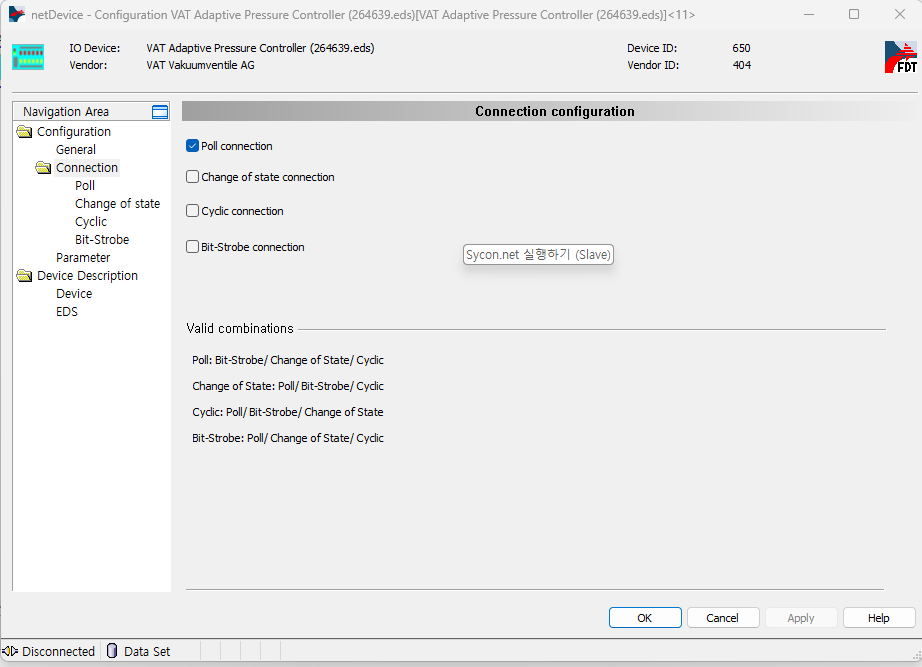 netDevice - Configuration VAT Adaptive Pressure Controller (264639.eds)[VAT Adaptive Pressure Controller (264639.eds)]<11>
IO Device: VAT Adaptive Pressure Controller (264639.eds) Device ID: 650
Vendor: VAT Vakuumventile AG Vendor ID: 404
FDT
Navigation Area
Configuration
General
Connection
Poll
Change of state
Cyclic
Bit-Strobe
Parameter
Device Description
Device
EDS
Connection configuration
Poll connection
Change of state connection
Cyclic connection
Bit-Strobe connection
Sycon.net 실행하기 (Slave)
Valid combinations
Poll: Bit-Strobe/ Change of State/ Cyclic
Change of State: Poll/ Bit-Strobe/ Cyclic
Cyclic: Poll/ Bit-Strobe/ Change of State
Bit-Strobe: Poll/ Change of State/ Cyclic
OK Cancel Apply Help
Disconnected Data Set